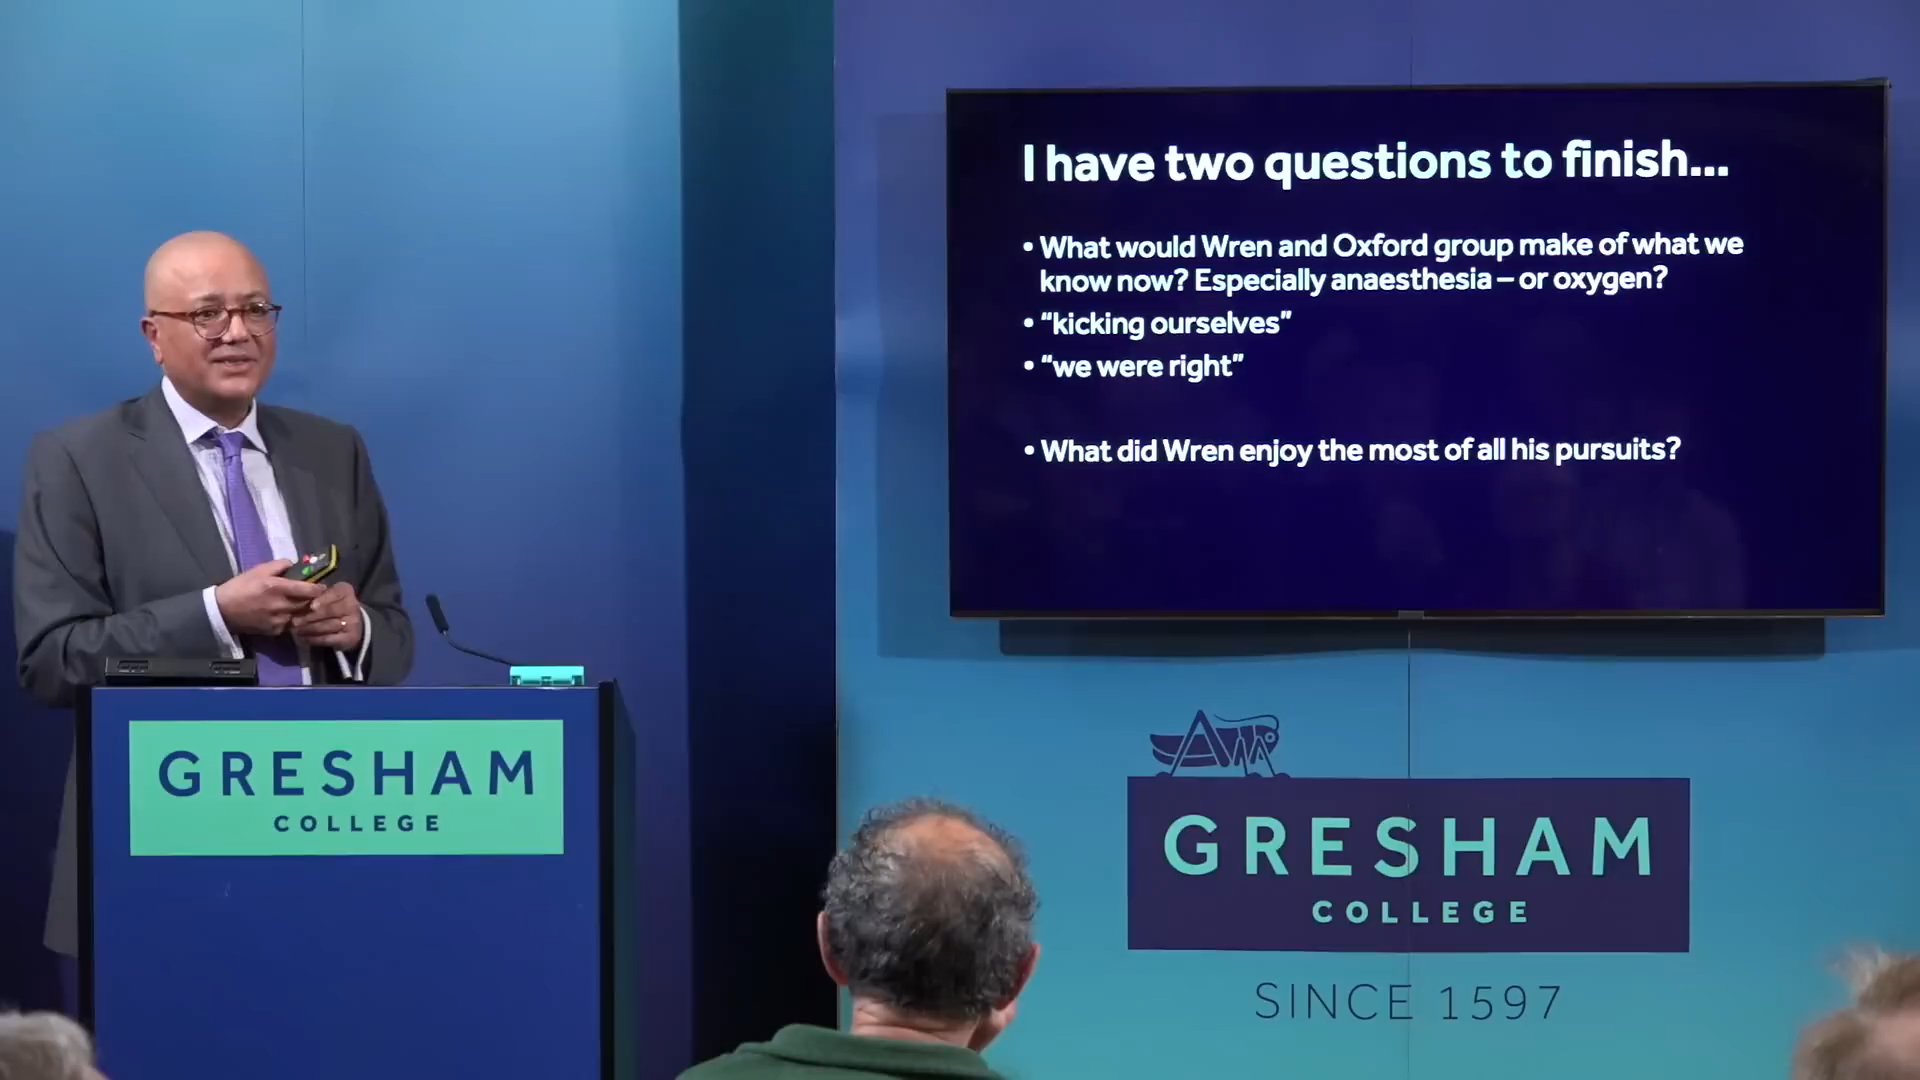 I have two questions to finish...
• What would Wren and Oxford group make of what we
know now? Especially anaesthesia – or oxygen?
• “kicking ourselves”
• “we were right”
• What did Wren enjoy the most of all his pursuits?
GRESHAM
COLLEGE
GRESHAM
COLLEGE
SINCE 1597